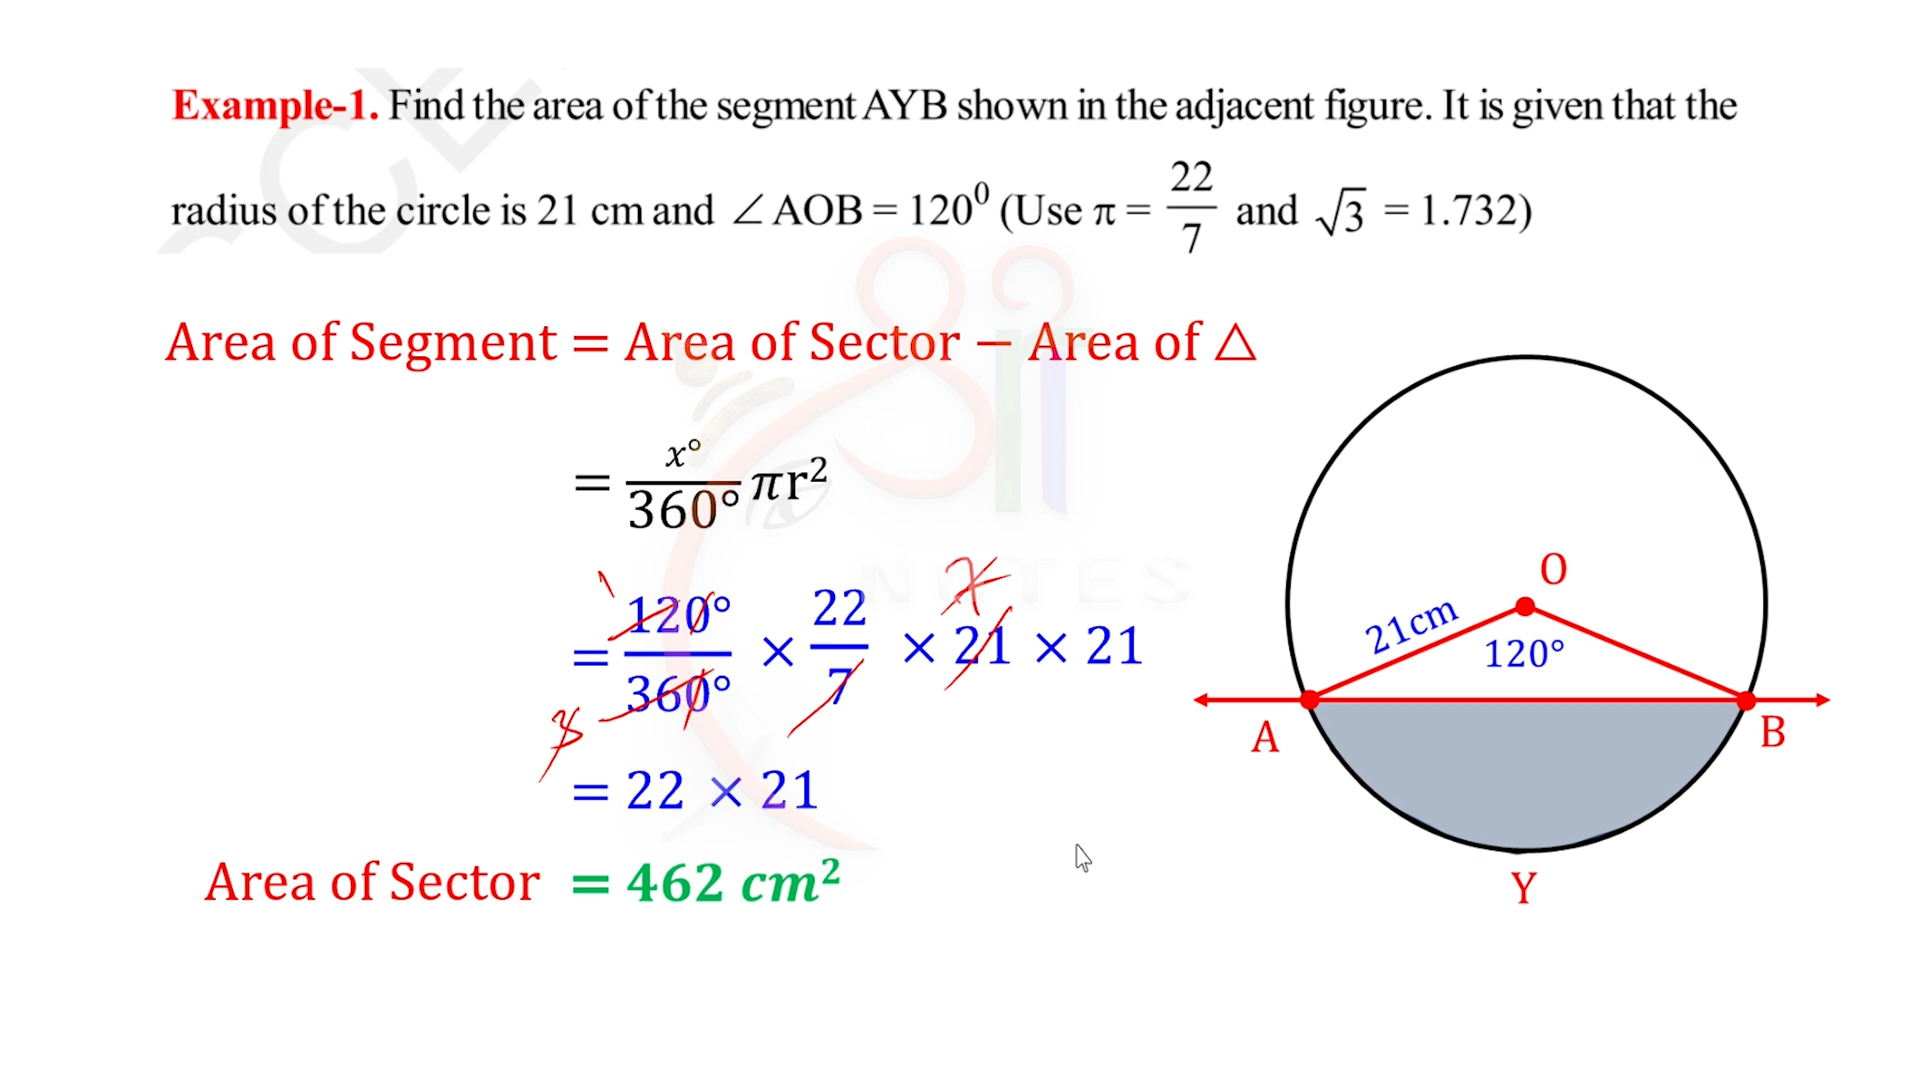 Example-1. Find the area of the segment AYB shown in the adjacent figure. It is given that the
radius of the circle is 21 cm and ∠AOB = 120⁰ (Use π = 22/7 and √3 = 1.732)
Area of Segment = Area of Sector − Area of △
= x°/360° πr²
= 120°/360° × 22/7 × 21 × 21
1
3
= 22 × 21
Area of Sector = 462 cm²
O
21cm
120°
A
B
Y
NOTES